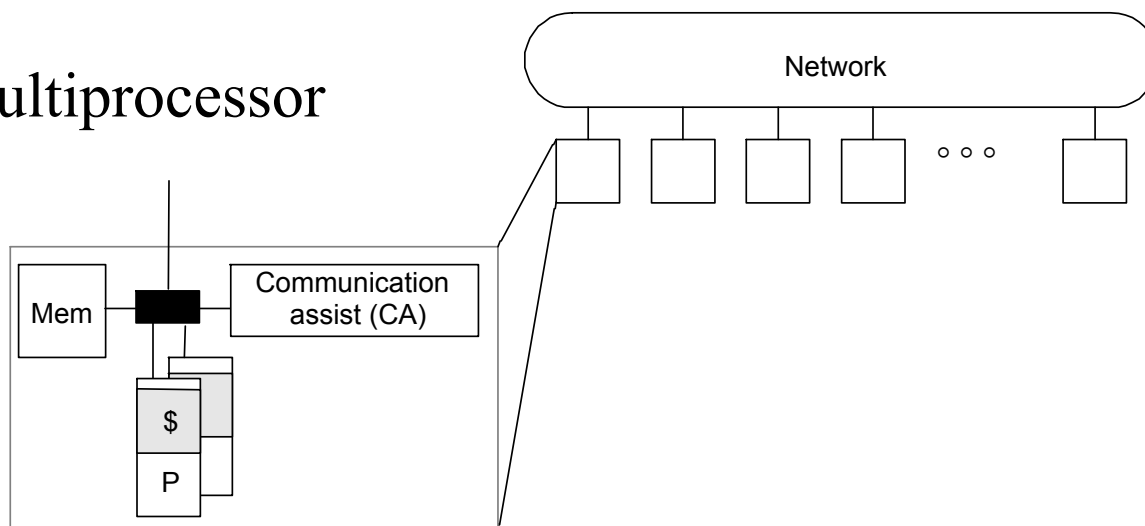 ultiprocessor
Network
Mem
Communication
assist (CA)
$
P